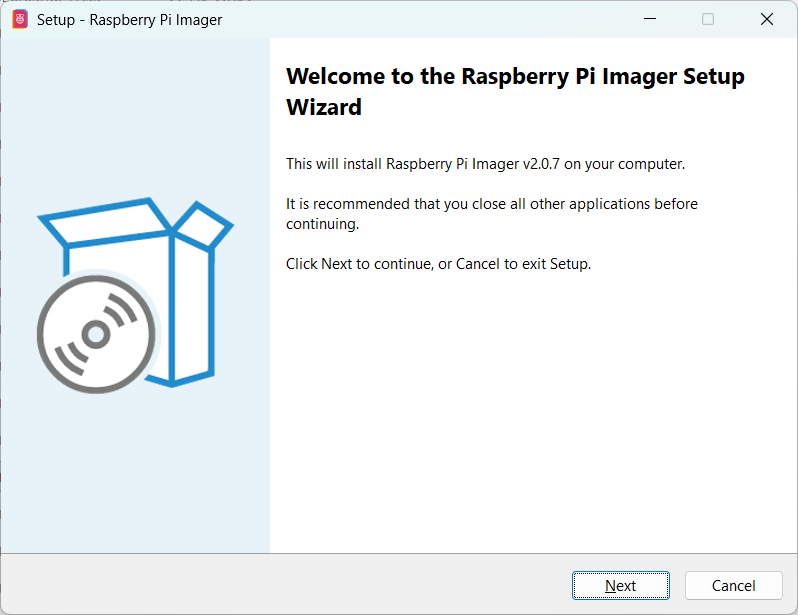 Setup - Raspberry Pi Imager
Welcome to the Raspberry Pi Imager Setup
Wizard
This will install Raspberry Pi Imager v2.0.7 on your computer.
It is recommended that you close all other applications before
continuing.
Click Next to continue, or Cancel to exit Setup.
Next
Cancel